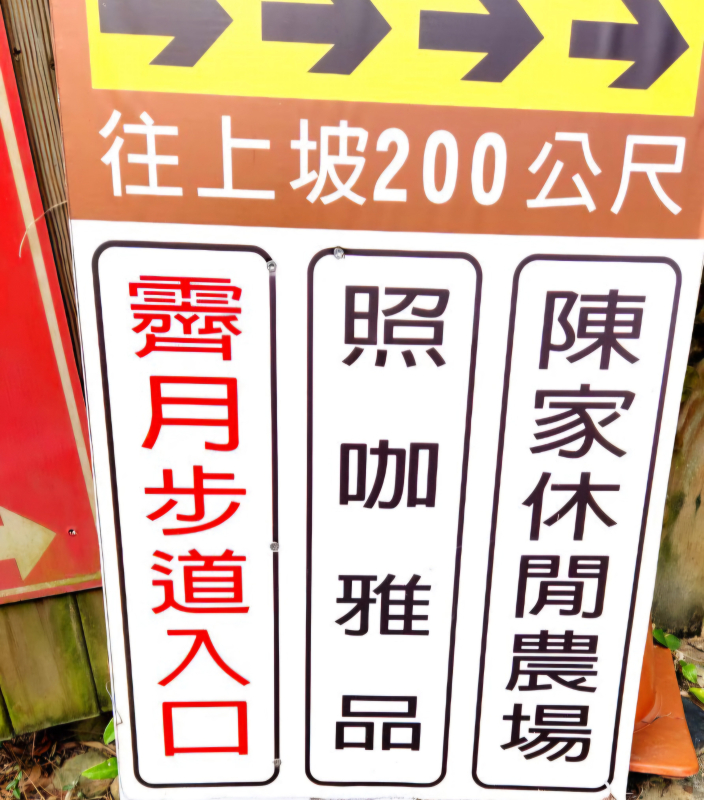 往上坡200公尺
陳家休閒農場
照咖雅品
霽月步道入口